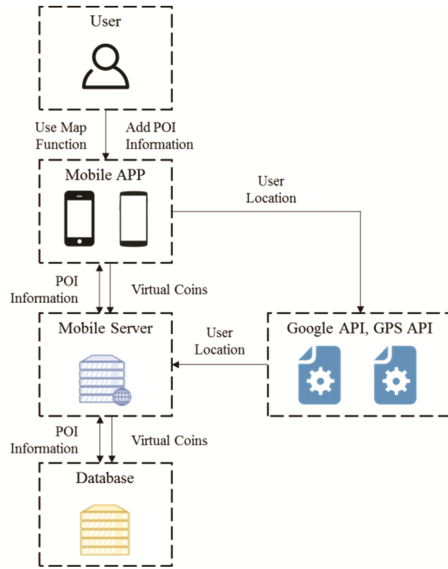 User
Use Map
Function
Add POI
Information
Mobile APP
User
Location
POI
Information
Virtual Coins
Mobile Server
User
Location
Google API, GPS API
POI
Information
Virtual Coins
Database